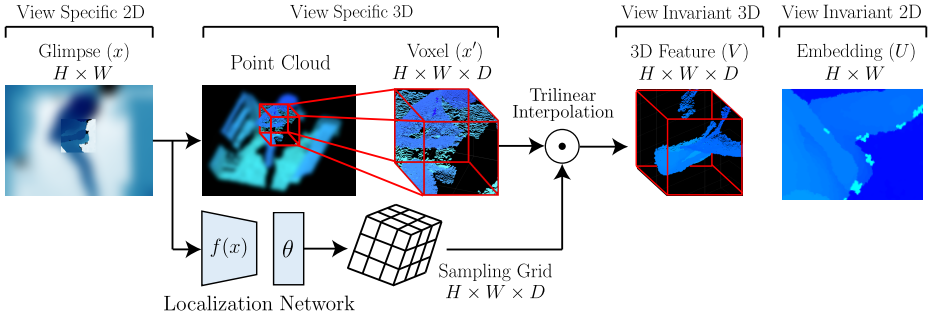 View Specific 2D
View Specific 3D
View Invariant 3D
View Invariant 2D
Glimpse (x)
H × W
Point Cloud
Voxel (x′)
H × W × D
Trilinear
Interpolation
3D Feature (V)
H × W × D
Embedding (U)
H × W
f(x)
θ
Localization Network
Sampling Grid
H × W × D